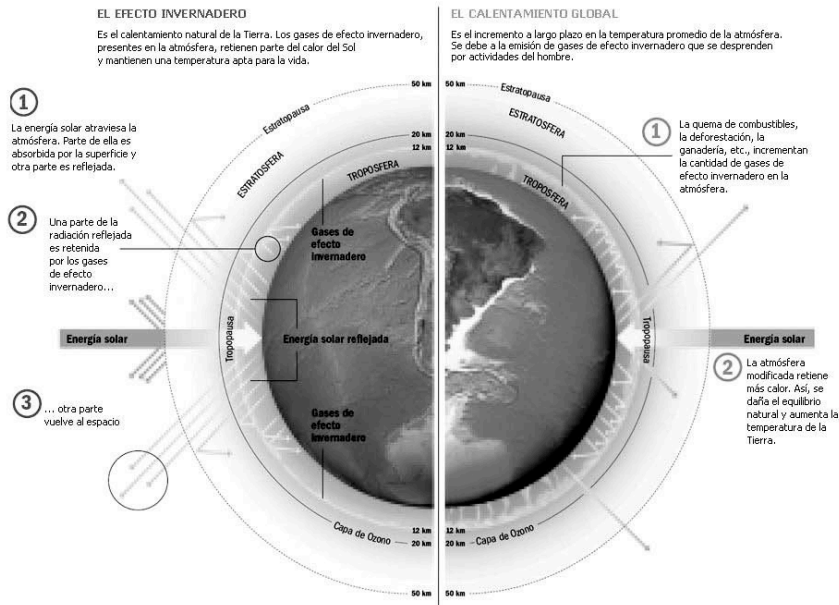 EL EFECTO INVERNADERO
Es el calentamiento natural de la Tierra. Los gases de efecto invernadero,
presentes en la atmósfera, retienen parte del calor del Sol
y mantienen una temperatura apta para la vida.
1
La energía solar atraviesa la
atmósfera. Parte de ella es
absorbida por la superficie y
otra parte es reflejada.
2
Una parte de la
radiación reflejada
es retenida
por los gases
de efecto
invernadero...
Energía solar
3
... otra parte
vuelve al espacio
50 km
Estratopausa
20 km
ESTRATOSFERA
12 km
TROPOSFERA
Gases de
efecto
invernadero
Tropopausa
Energía solar reflejada
Gases de
efecto
invernadero
Capa de Ozono
12 km
20 km
50 km
EL CALENTAMIENTO GLOBAL
Es el incremento a largo plazo en la temperatura promedio de la atmósfera.
Se debe a la emisión de gases de efecto invernadero que se desprenden
por actividades del hombre.
50 km
Estratopausa
ESTRATOSFERA
20 km
12 km
TROPOSFERA
1
La quema de combustibles,
la deforestación, la
ganadería, etc., incrementan
la cantidad de gases de
efecto invernadero en la
atmósfera.
Tropopausa
Energía solar
2
La atmósfera
modificada retiene
más calor. Así, se
daña el equilibrio
natural y aumenta la
temperatura de la
Tierra.
12 km
20 km
Capa de Ozono
50 km